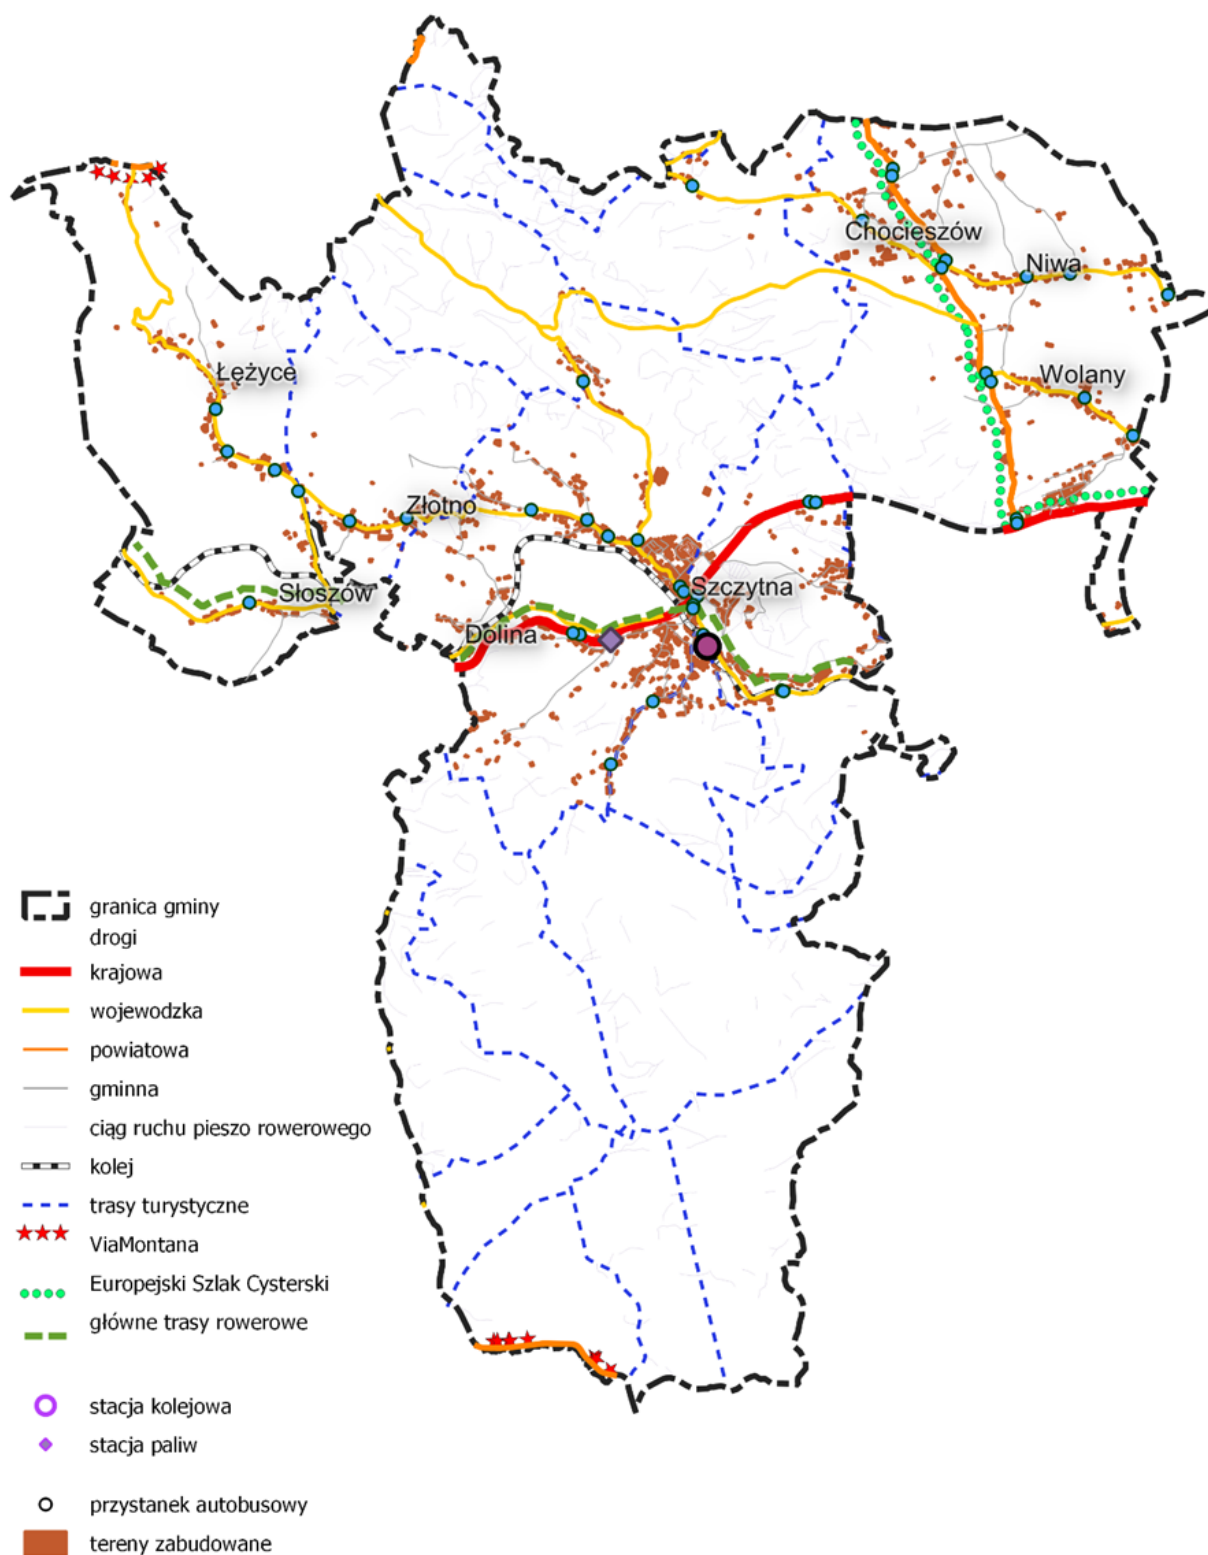 Chocieszów
Niwa
Łężyce
Wolany
Złotno
Szczytna
Słoszów
Dolina
granica gminy
drogi
krajowa
wojewodzka
powiatowa
gminna
ciąg ruchu pieszo rowerowego
kolej
trasy turystyczne
ViaMontana
Europejski Szlak Cysterski
główne trasy rowerowe
stacja kolejowa
stacja paliw
przystanek autobusowy
tereny zabudowane